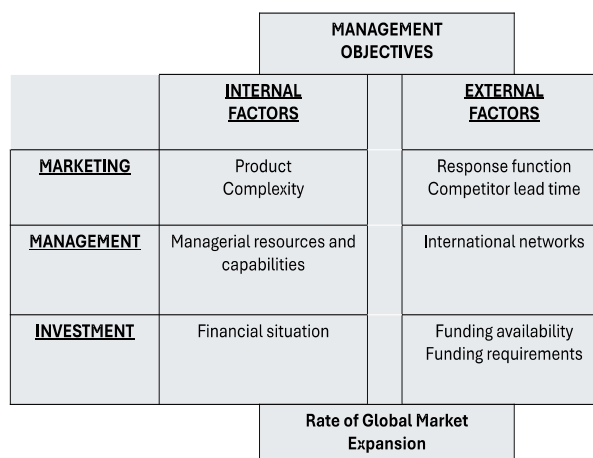 MANAGEMENT
OBJECTIVES
INTERNAL
FACTORS
EXTERNAL
FACTORS
MARKETING
Product
Complexity
Response function
Competitor lead time
MANAGEMENT
Managerial resources and
capabilities
International networks
INVESTMENT
Financial situation
Funding availability
Funding requirements
Rate of Global Market
Expansion